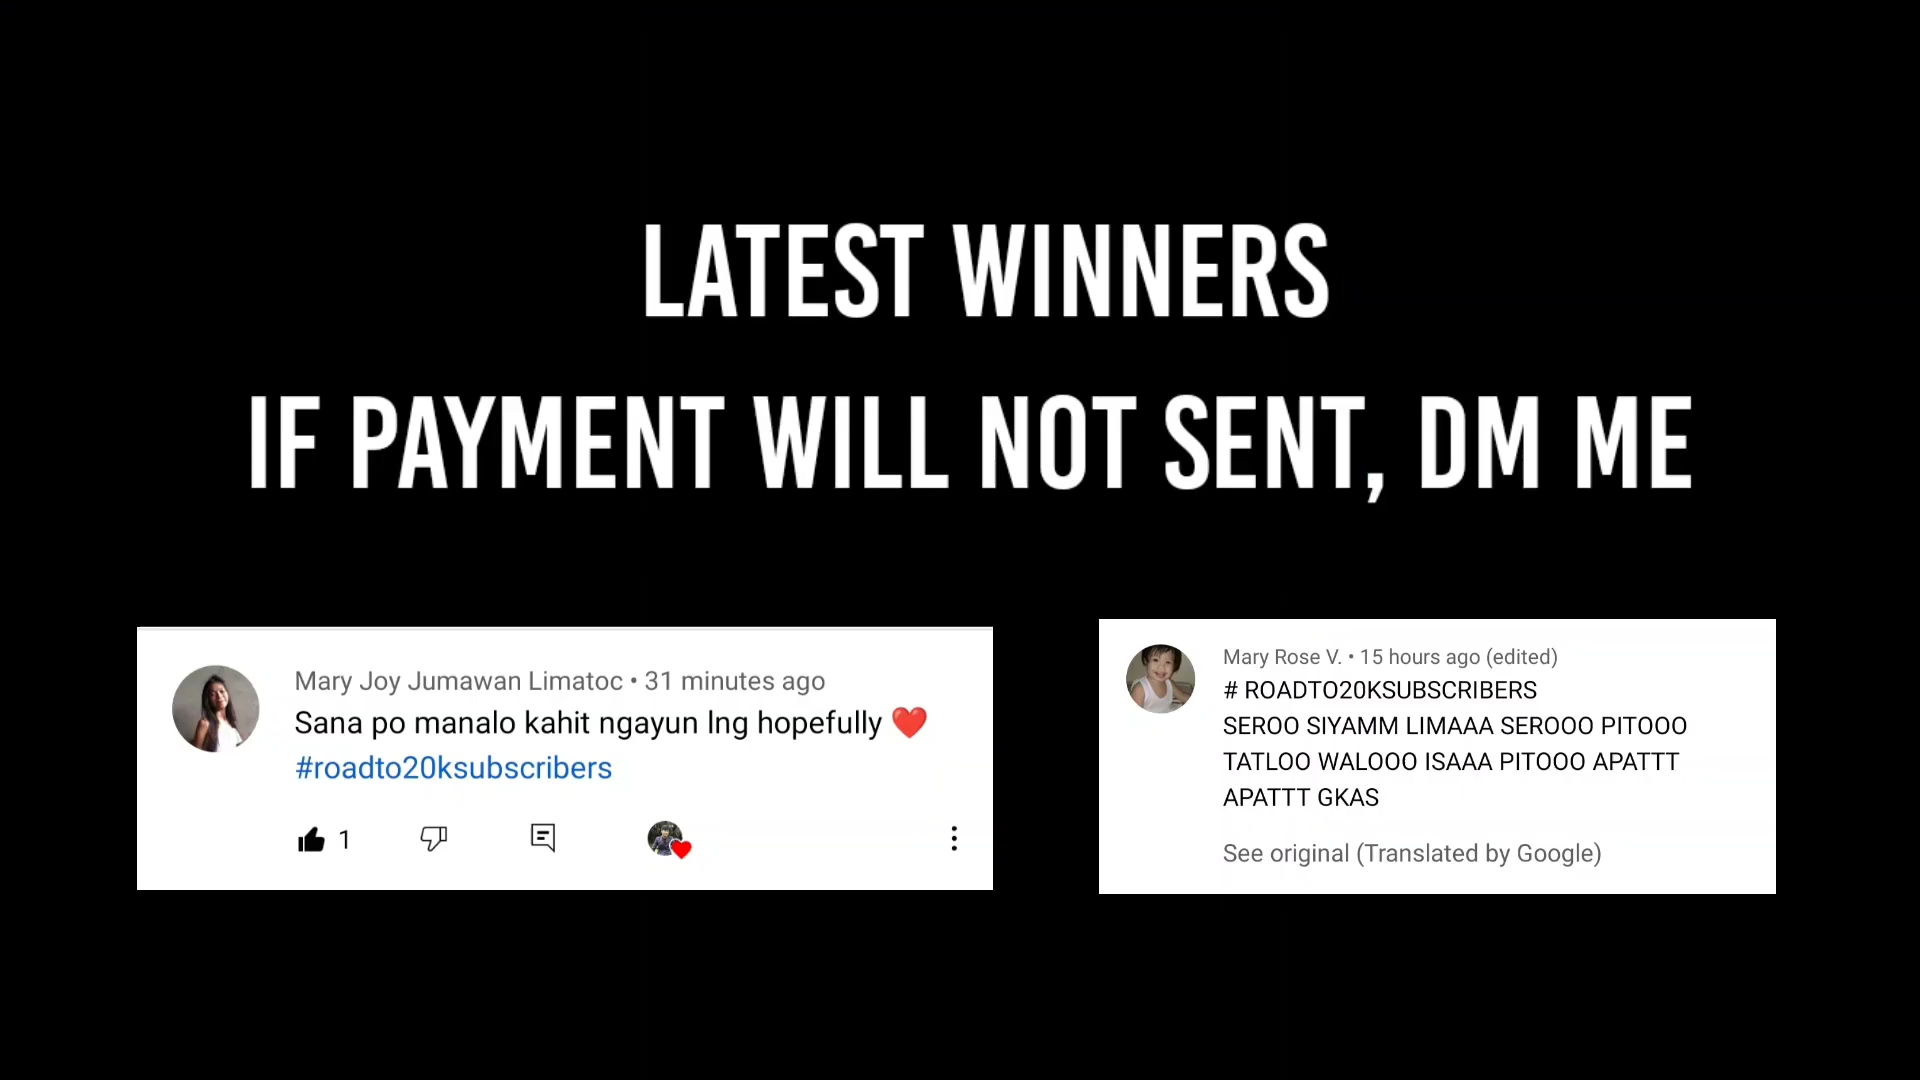 LATEST WINNERS
IF PAYMENT WILL NOT SENT, DM ME
Mary Joy Jumawan Limatoc • 31 minutes ago
Sana po manalo kahit ngayun lng hopefully ❤️
#roadto20ksubscribers
1
Mary Rose V. • 15 hours ago (edited)
# ROADTO20KSUBSCRIBERS
SEROO SIYAMM LIMAAA SEROOO PITOOO
TATLOO WALOOO ISAAA PITOOO APATTT
APATTT GKAS
See original (Translated by Google)